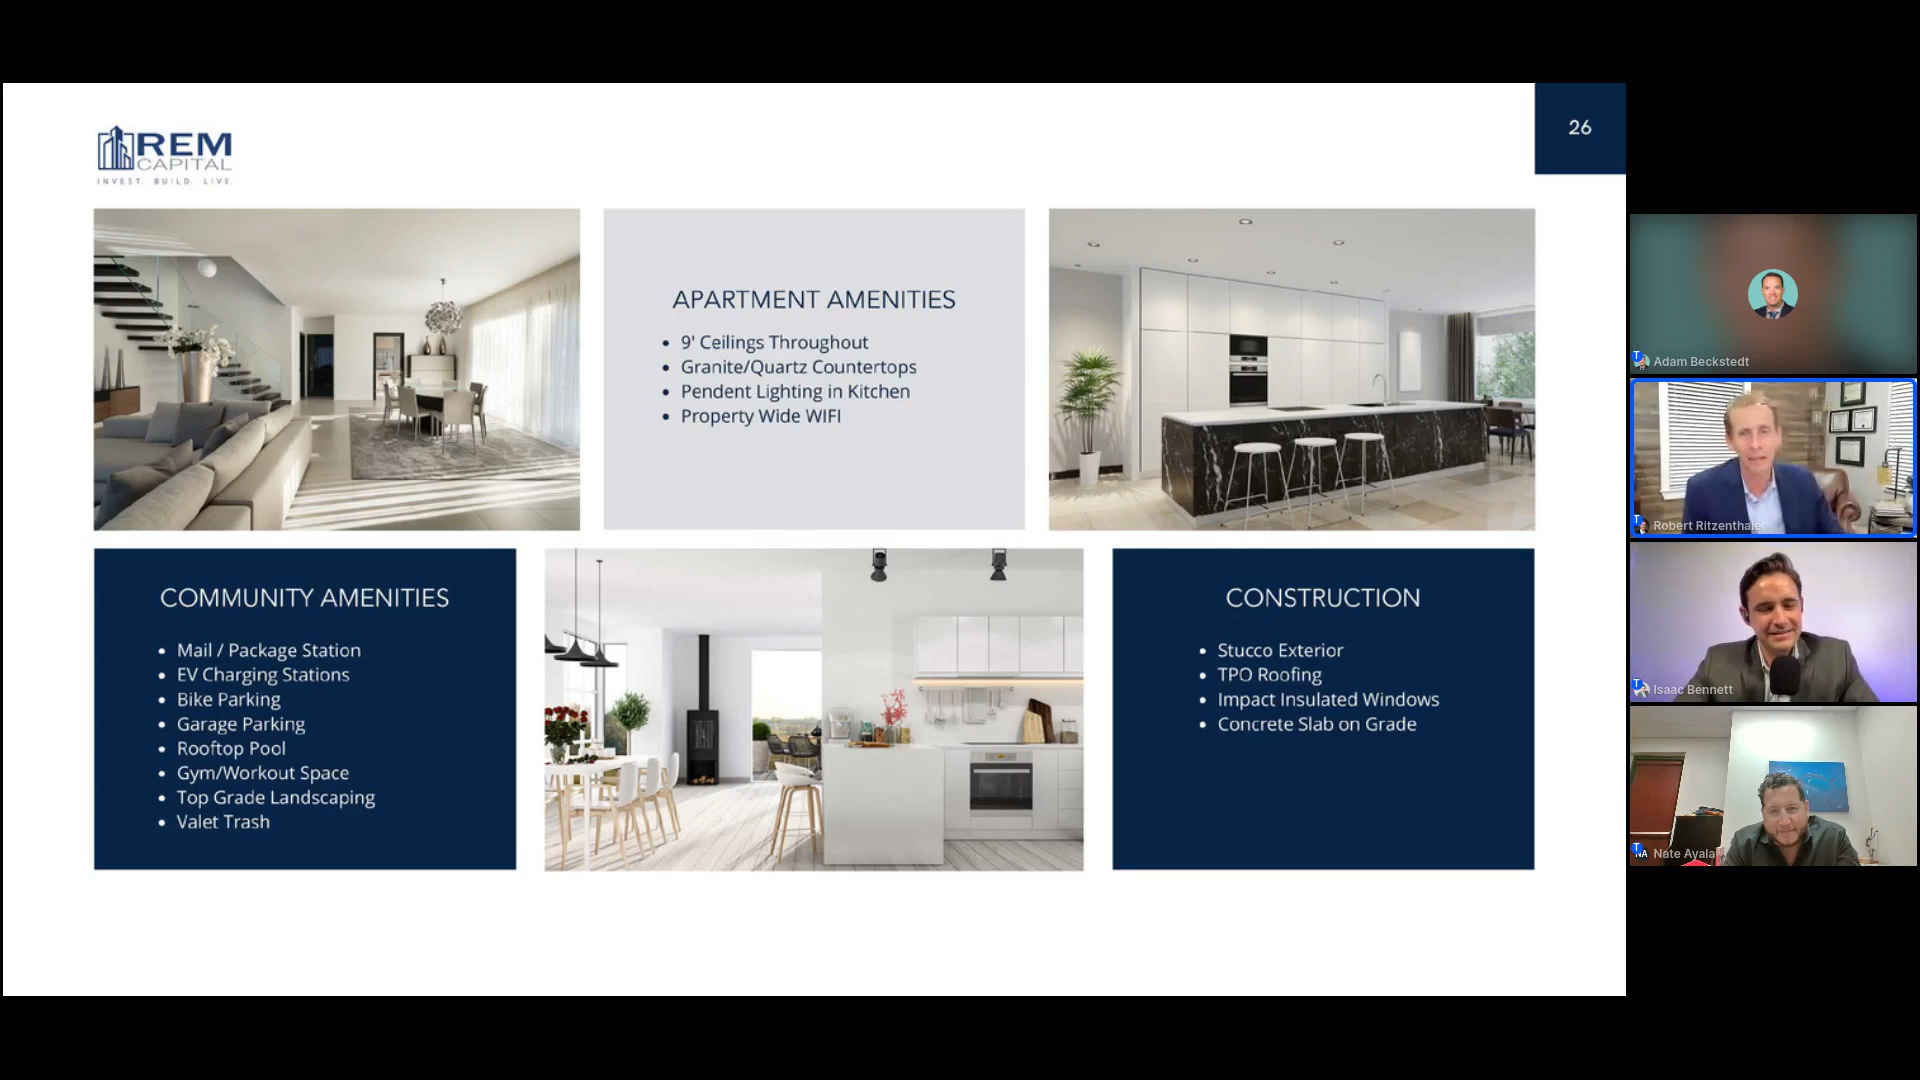 REM
CAPITAL
INVEST. BUILD. LIVE.
26
APARTMENT AMENITIES
• 9' Ceilings Throughout
• Granite/Quartz Countertops
• Pendent Lighting in Kitchen
• Property Wide WIFI
COMMUNITY AMENITIES
• Mail / Package Station
• EV Charging Stations
• Bike Parking
• Garage Parking
• Rooftop Pool
• Gym/Workout Space
• Top Grade Landscaping
• Valet Trash
CONSTRUCTION
• Stucco Exterior
• TPO Roofing
• Impact Insulated Windows
• Concrete Slab on Grade
Adam Beckstedt
Robert Ritzenthaler
Isaac Bennett
NA Nate Ayala